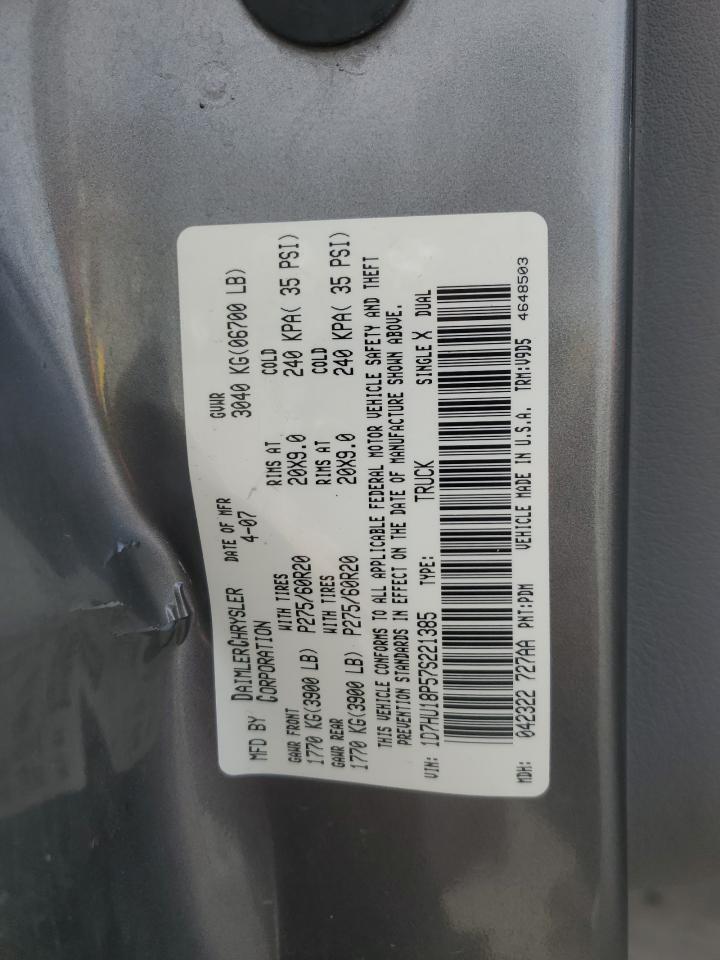 MFD BY DAIMLERCHRYSLER CORPORATION
DATE OF MFR 4-07
GVWR 3040 KG(06700 LB)
GAWR FRONT WITH TIRES RIMS AT COLD
1770 KG(3900 LB) P275/60R20 20X9.0 240 KPA( 35 PSI)
GAWR REAR WITH TIRES RIMS AT COLD
1770 KG(3900 LB) P275/60R20 20X9.0 240 KPA( 35 PSI)
THIS VEHICLE CONFORMS TO ALL APPLICABLE FEDERAL MOTOR VEHICLE SAFETY AND THEFT
PREVENTION STANDARDS IN EFFECT ON THE DATE OF MANUFACTURE SHOWN ABOVE.
VIN: 1D7HU18P57S221385 TYPE: TRUCK SINGLE X DUAL
MDH: 042322 727AA PNT:PDM VEHICLE MADE IN U.S.A. TRM:V9D5 4648503